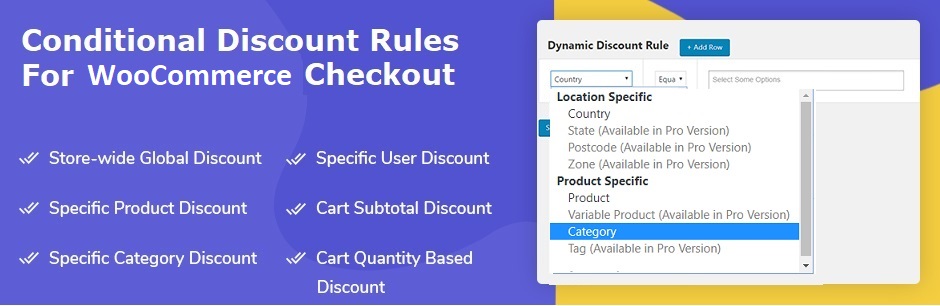 Conditional Discount Rules
For WooCommerce Checkout
Store-wide Global Discount
Specific User Discount
Specific Product Discount
Cart Subtotal Discount
Specific Category Discount
Cart Quantity Based
Discount
Dynamic Discount Rule
+ Add Row
Country
Equa
Select Some Options
Location Specific
Country
State (Available in Pro Version)
Postcode (Available in Pro Version)
Zone (Available in Pro Version)
Product Specific
Product
Variable Product (Available in Pro Version)
Category
Tag (Available in Pro Version)